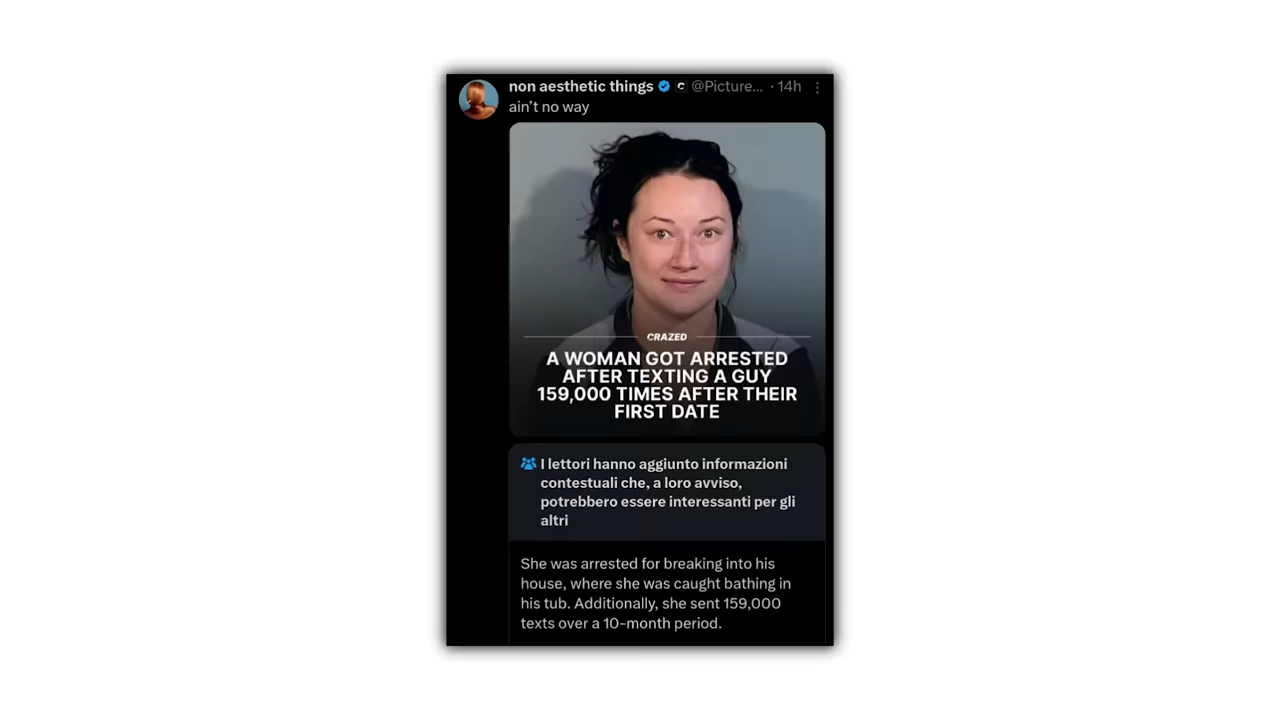 non aesthetic things @Picture... · 14h
ain't no way
CRAZED
A WOMAN GOT ARRESTED
AFTER TEXTING A GUY
159,000 TIMES AFTER THEIR
FIRST DATE
I lettori hanno aggiunto informazioni
contestuali che, a loro avviso,
potrebbero essere interessanti per gli
altri
She was arrested for breaking into his
house, where she was caught bathing in
his tub. Additionally, she sent 159,000
texts over a 10-month period.